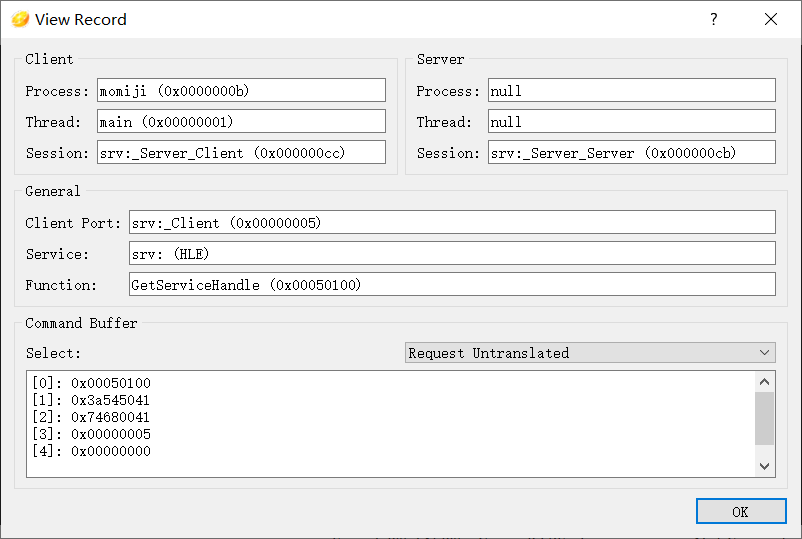 View Record
Client
Process: momiji (0x0000000b)
Thread: main (0x00000001)
Session: srv:_Server_Client (0x000000cc)
Server
Process: null
Thread: null
Session: srv:_Server_Server (0x000000cb)
General
Client Port: srv:_Client (0x00000005)
Service: srv: (HLE)
Function: GetServiceHandle (0x00050100)
Command Buffer
Select: Request Untranslated
[0]: 0x00050100
[1]: 0x3a545041
[2]: 0x74680041
[3]: 0x00000005
[4]: 0x00000000
OK